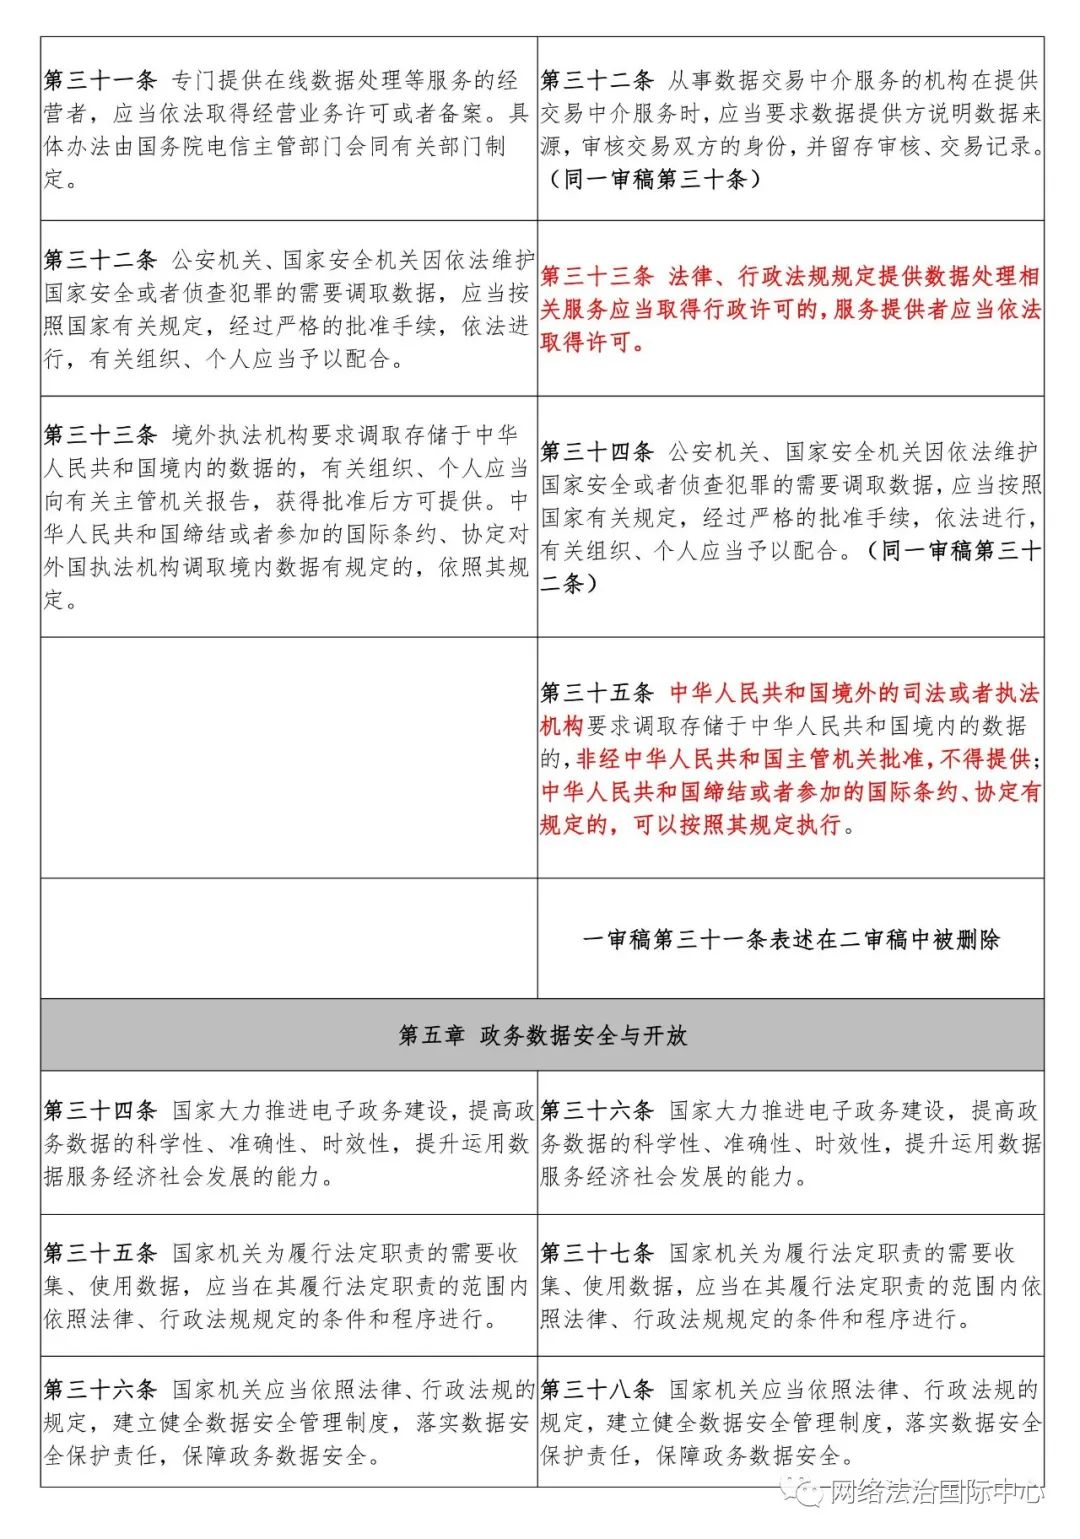 第三十一条 专门提供在线数据处理等服务的经
营者，应当依法取得经营业务许可或者备案。具
体办法由国务院电信主管部门会同有关部门制
定。
第三十二条 从事数据交易中介服务的机构在提供
交易中介服务时，应当要求数据提供方说明数据来
源，审核交易双方的身份，并留存审核、交易记录。
（同一审稿第三十条）
第三十二条 公安机关、国家安全机关因依法维护
国家安全或者侦查犯罪的需要调取数据，应当按
照国家有关规定，经过严格的批准手续，依法进
行，有关组织、个人应当予以配合。
第三十三条 法律、行政法规规定提供数据处理相
关服务应当取得行政许可的，服务提供者应当依法
取得许可。
第三十三条 境外执法机构要求调取存储于中华
人民共和国境内的数据的，有关组织、个人应当
向有关主管机关报告，获得批准后方可提供。中
华人民共和国缔结或者参加的国际条约、协定对
外国执法机构调取境内数据有规定的，依照其规
定。
第三十四条 公安机关、国家安全机关因依法维护
国家安全或者侦查犯罪的需要调取数据，应当按照
国家有关规定，经过严格的批准手续，依法进行，
有关组织、个人应当予以配合。（同一审稿第三十
二条）
第三十五条 中华人民共和国境外的司法或者执法
机构要求调取存储于中华人民共和国境内的数据
的，非经中华人民共和国主管机关批准，不得提供；
中华人民共和国缔结或者参加的国际条约、协定有
规定的，可以按照其规定执行。
一审稿第三十一条表述在二审稿中被删除
第五章 政务数据安全与开放
第三十四条 国家大力推进电子政务建设，提高政
务数据的科学性、准确性、时效性，提升运用数
据服务经济社会发展的能力。
第三十六条 国家大力推进电子政务建设，提高政
务数据的科学性、准确性、时效性，提升运用数据
服务经济社会发展的能力。
第三十五条 国家机关为履行法定职责的需要收
集、使用数据，应当在其履行法定职责的范围内
依照法律、行政法规规定的条件和程序进行。
第三十七条 国家机关为履行法定职责的需要收
集、使用数据，应当在其履行法定职责的范围内依
照法律、行政法规规定的条件和程序进行。
第三十六条 国家机关应当依照法律、行政法规的
规定，建立健全数据安全管理制度，落实数据安
全保护责任，保障政务数据安全。
第三十八条 国家机关应当依照法律、行政法规的
规定，建立健全数据安全管理制度，落实数据安全
保护责任，保障政务数据安全。
网络法治国际中心